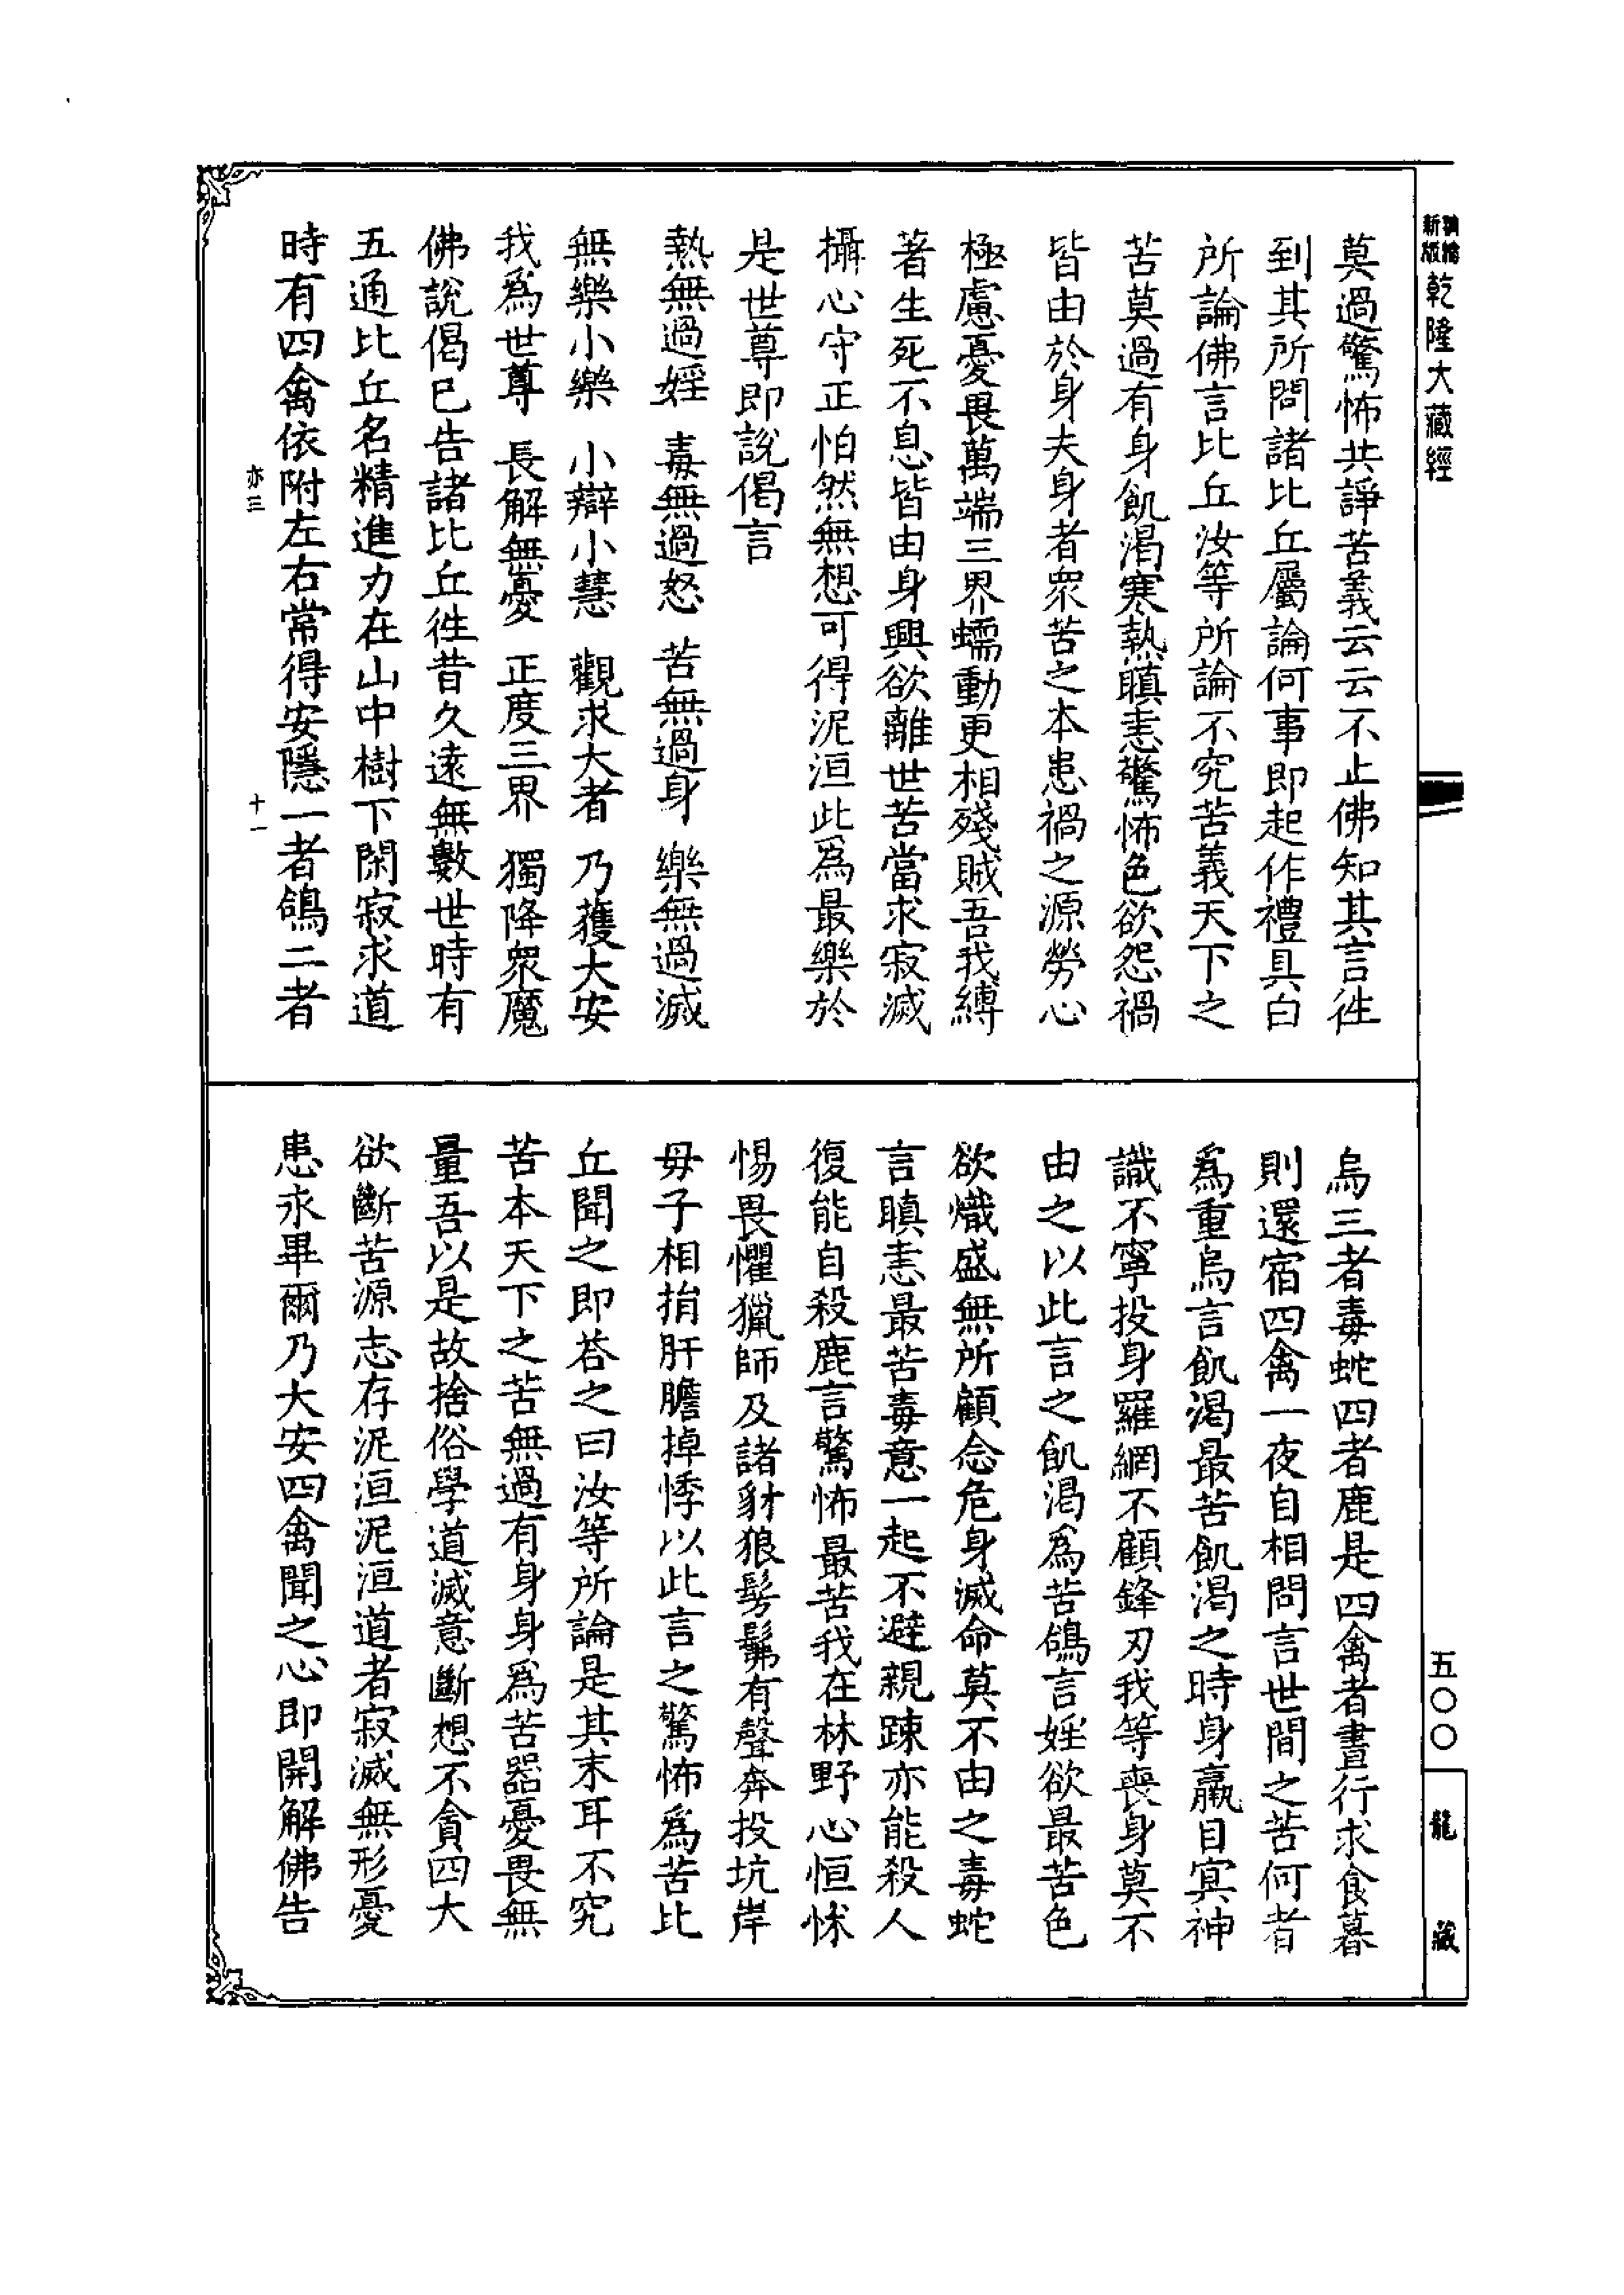 新版
精縮
乾隆大藏經
五〇〇
龍藏
莫過驚怖共諍苦義云云不止佛知其言徃
到其所問諸比丘屬論何事即起作禮具白
所論佛言比丘汝等所論不究苦義天下之
苦莫過有身飢渴寒熱瞋恚驚怖色欲怨禍
皆由於身夫身者衆苦之本患禍之源勞心
極慮憂畏萬端三界蠕動更相殘賊吾我縛
著生死不息皆由身興欲離世苦當求寂滅
攝心守正怕然無想可得泥洹此爲最樂於
是世尊即說偈言
熱無過婬　毒無過怒　苦無過身　樂無過滅
無樂小樂　小辯小慧　觀求大者　乃獲大安
我爲世尊　長解無憂　正度三界　獨降衆魔
佛說偈已告諸比丘徃昔久遠無數世時有
五通比丘名精進力在山中樹下閑寂求道
時有四禽依附左右常得安隱一者鴿二者
亦三　十一
烏三者毒蛇四者鹿是四禽者晝行求食暮
則還宿四禽一夜自相問言世間之苦何者
爲重烏言飢渴最苦飢渴之時身羸目冥神
識不寧投身羅網不顧鋒刃我等喪身莫不
由之以此言之飢渴爲苦鴿言婬欲最苦色
欲熾盛無所顧念危身滅命莫不由之毒蛇
言瞋恚最苦毒意一起不避親踈亦能殺人
復能自殺鹿言驚怖最苦我在林野心恒怵
惕畏懼獵師及諸豺狼髣髴有聲奔投坑岸
毋子相捐肝膽掉悸以此言之驚怖爲苦比
丘聞之即荅之曰汝等所論是其末耳不究
苦本天下之苦無過有身身爲苦器憂畏無
量吾以是故捨俗學道滅意斷想不貪四大
欲斷苦源志存泥洹泥洹道者寂滅無形憂
患永畢爾乃大安四禽聞之心即開解佛告